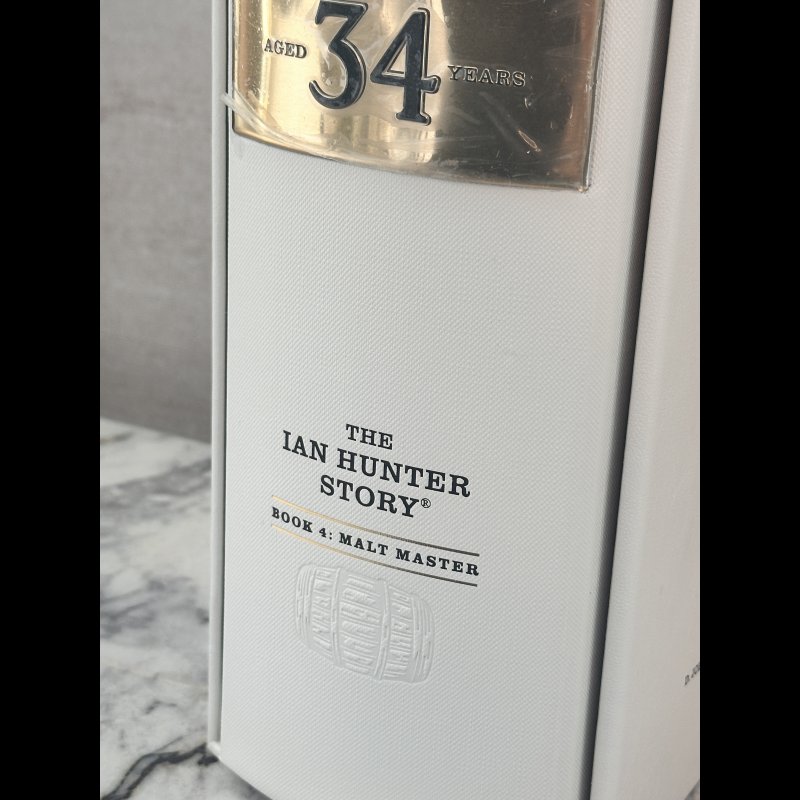 AGED 34 YEARS
THE
IAN HUNTER
STORY®
BOOK 4: MALT MASTER